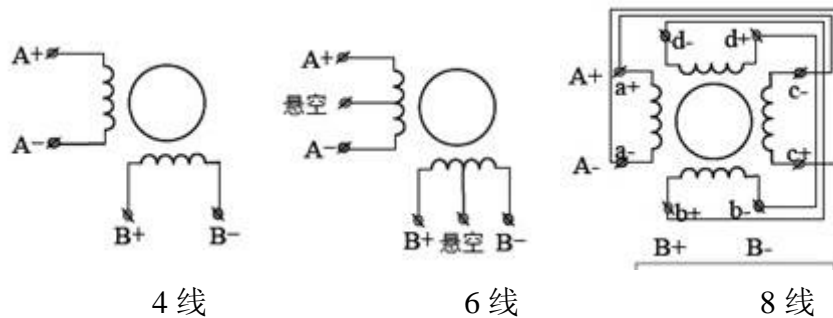 A+
A−
B+ B−
4 线
A+
悬空
A−
B+ 悬空 B−
6 线
d- d+
A+ a+ c-
A- a- c+
b+ b-
B+ B-
8 线